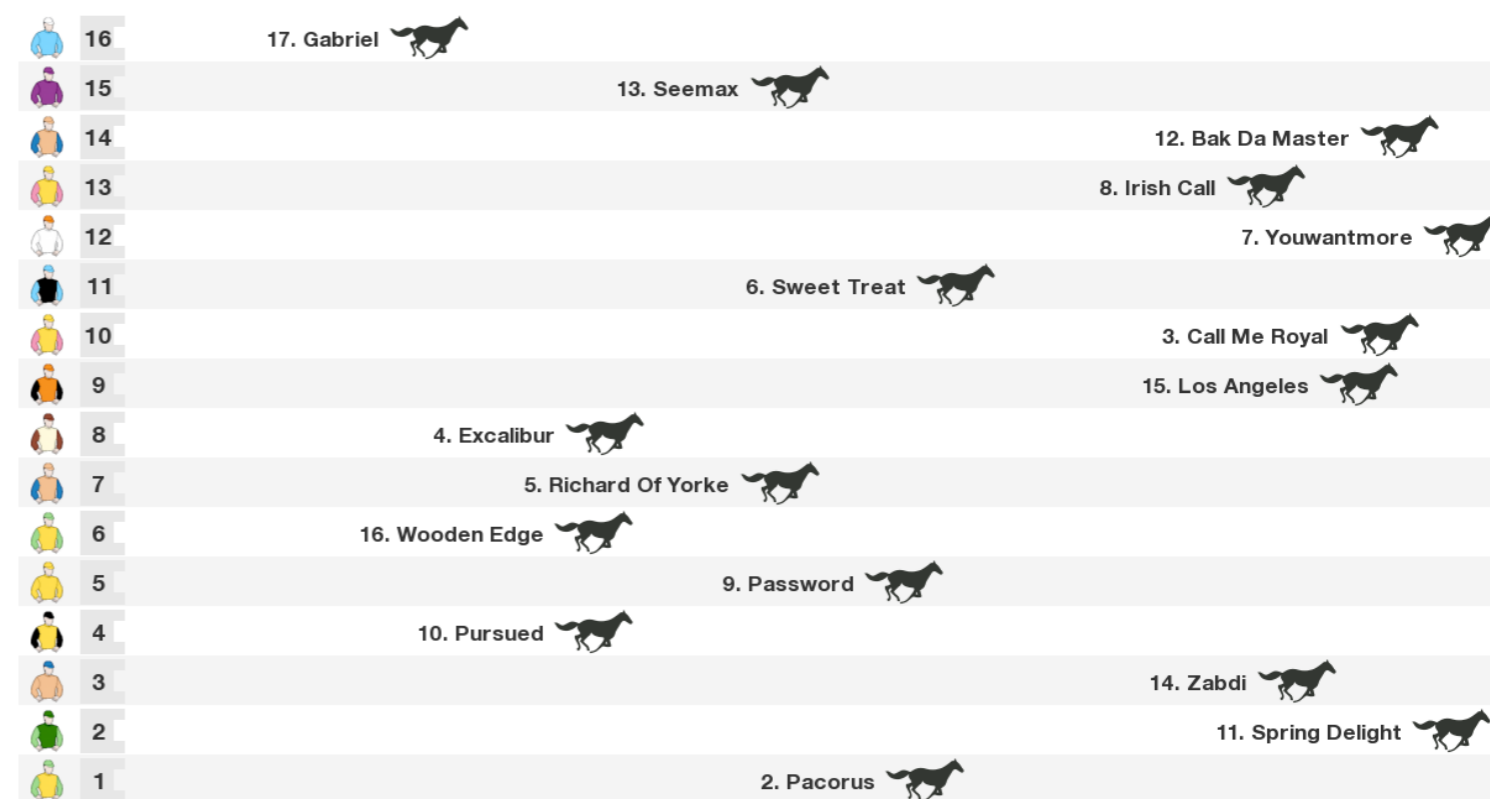 16 17. Gabriel
15 13. Seemax
14 12. Bak Da Master
13 8. Irish Call
12 7. Youwantmore
11 6. Sweet Treat
10 3. Call Me Royal
9 15. Los Angeles
8 4. Excalibur
7 5. Richard Of Yorke
6 16. Wooden Edge
5 9. Password
4 10. Pursued
3 14. Zabdi
2 11. Spring Delight
1 2. Pacorus